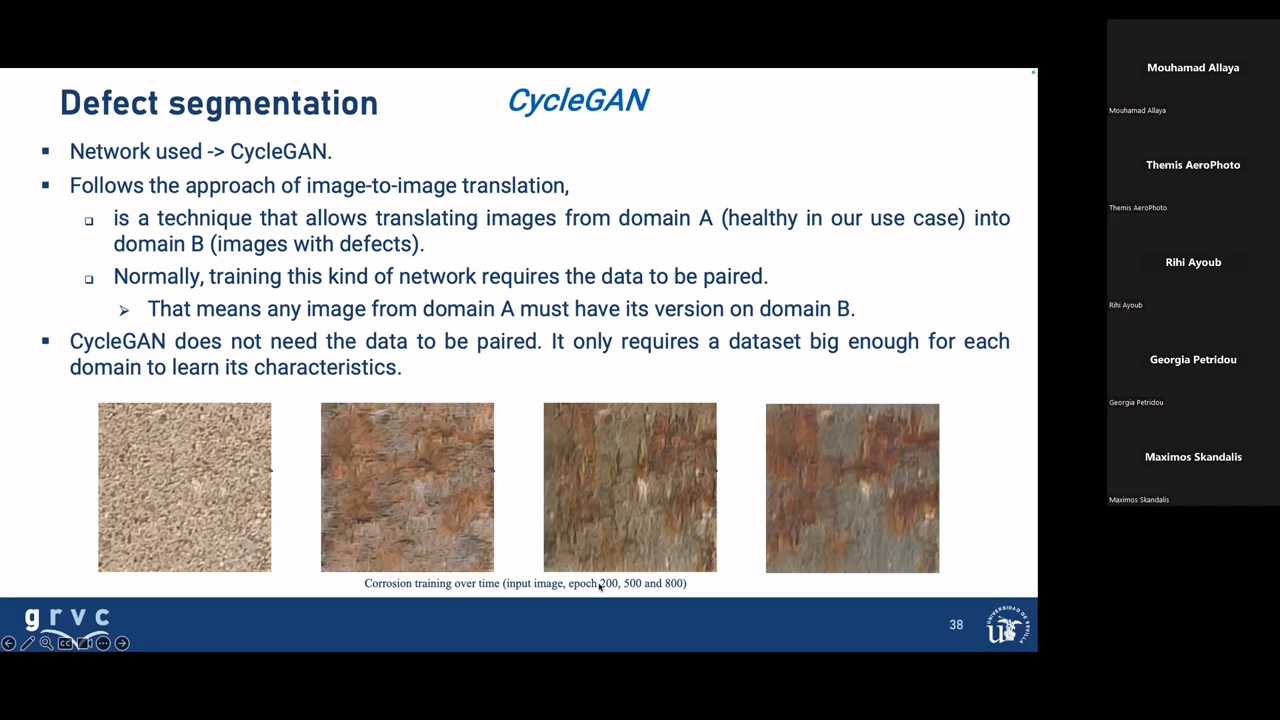 Defect segmentation
CycleGAN
Network used -> CycleGAN.
Follows the approach of image-to-image translation,
is a technique that allows translating images from domain A (healthy in our use case) into
domain B (images with defects).
Normally, training this kind of network requires the data to be paired.
That means any image from domain A must have its version on domain B.
CycleGAN does not need the data to be paired. It only requires a dataset big enough for each
domain to learn its characteristics.
Corrosion training over time (input image, epoch 200, 500 and 800)
grvc
CC
38
UNIVERSIDAD DE SEVILLA
Mouhamad Allaya
Mouhamad Allaya
Themis AeroPhoto
Themis AeroPhoto
Rihi Ayoub
Rihi Ayoub
Georgia Petridou
Georgia Petridou
Maximos Skandalis
Maximos Skandalis